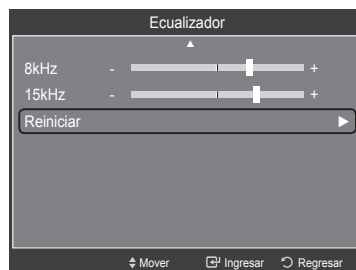 Ecualizador
8kHz - +
15kHz - +
Reiniciar
Mover Ingresar Regresar